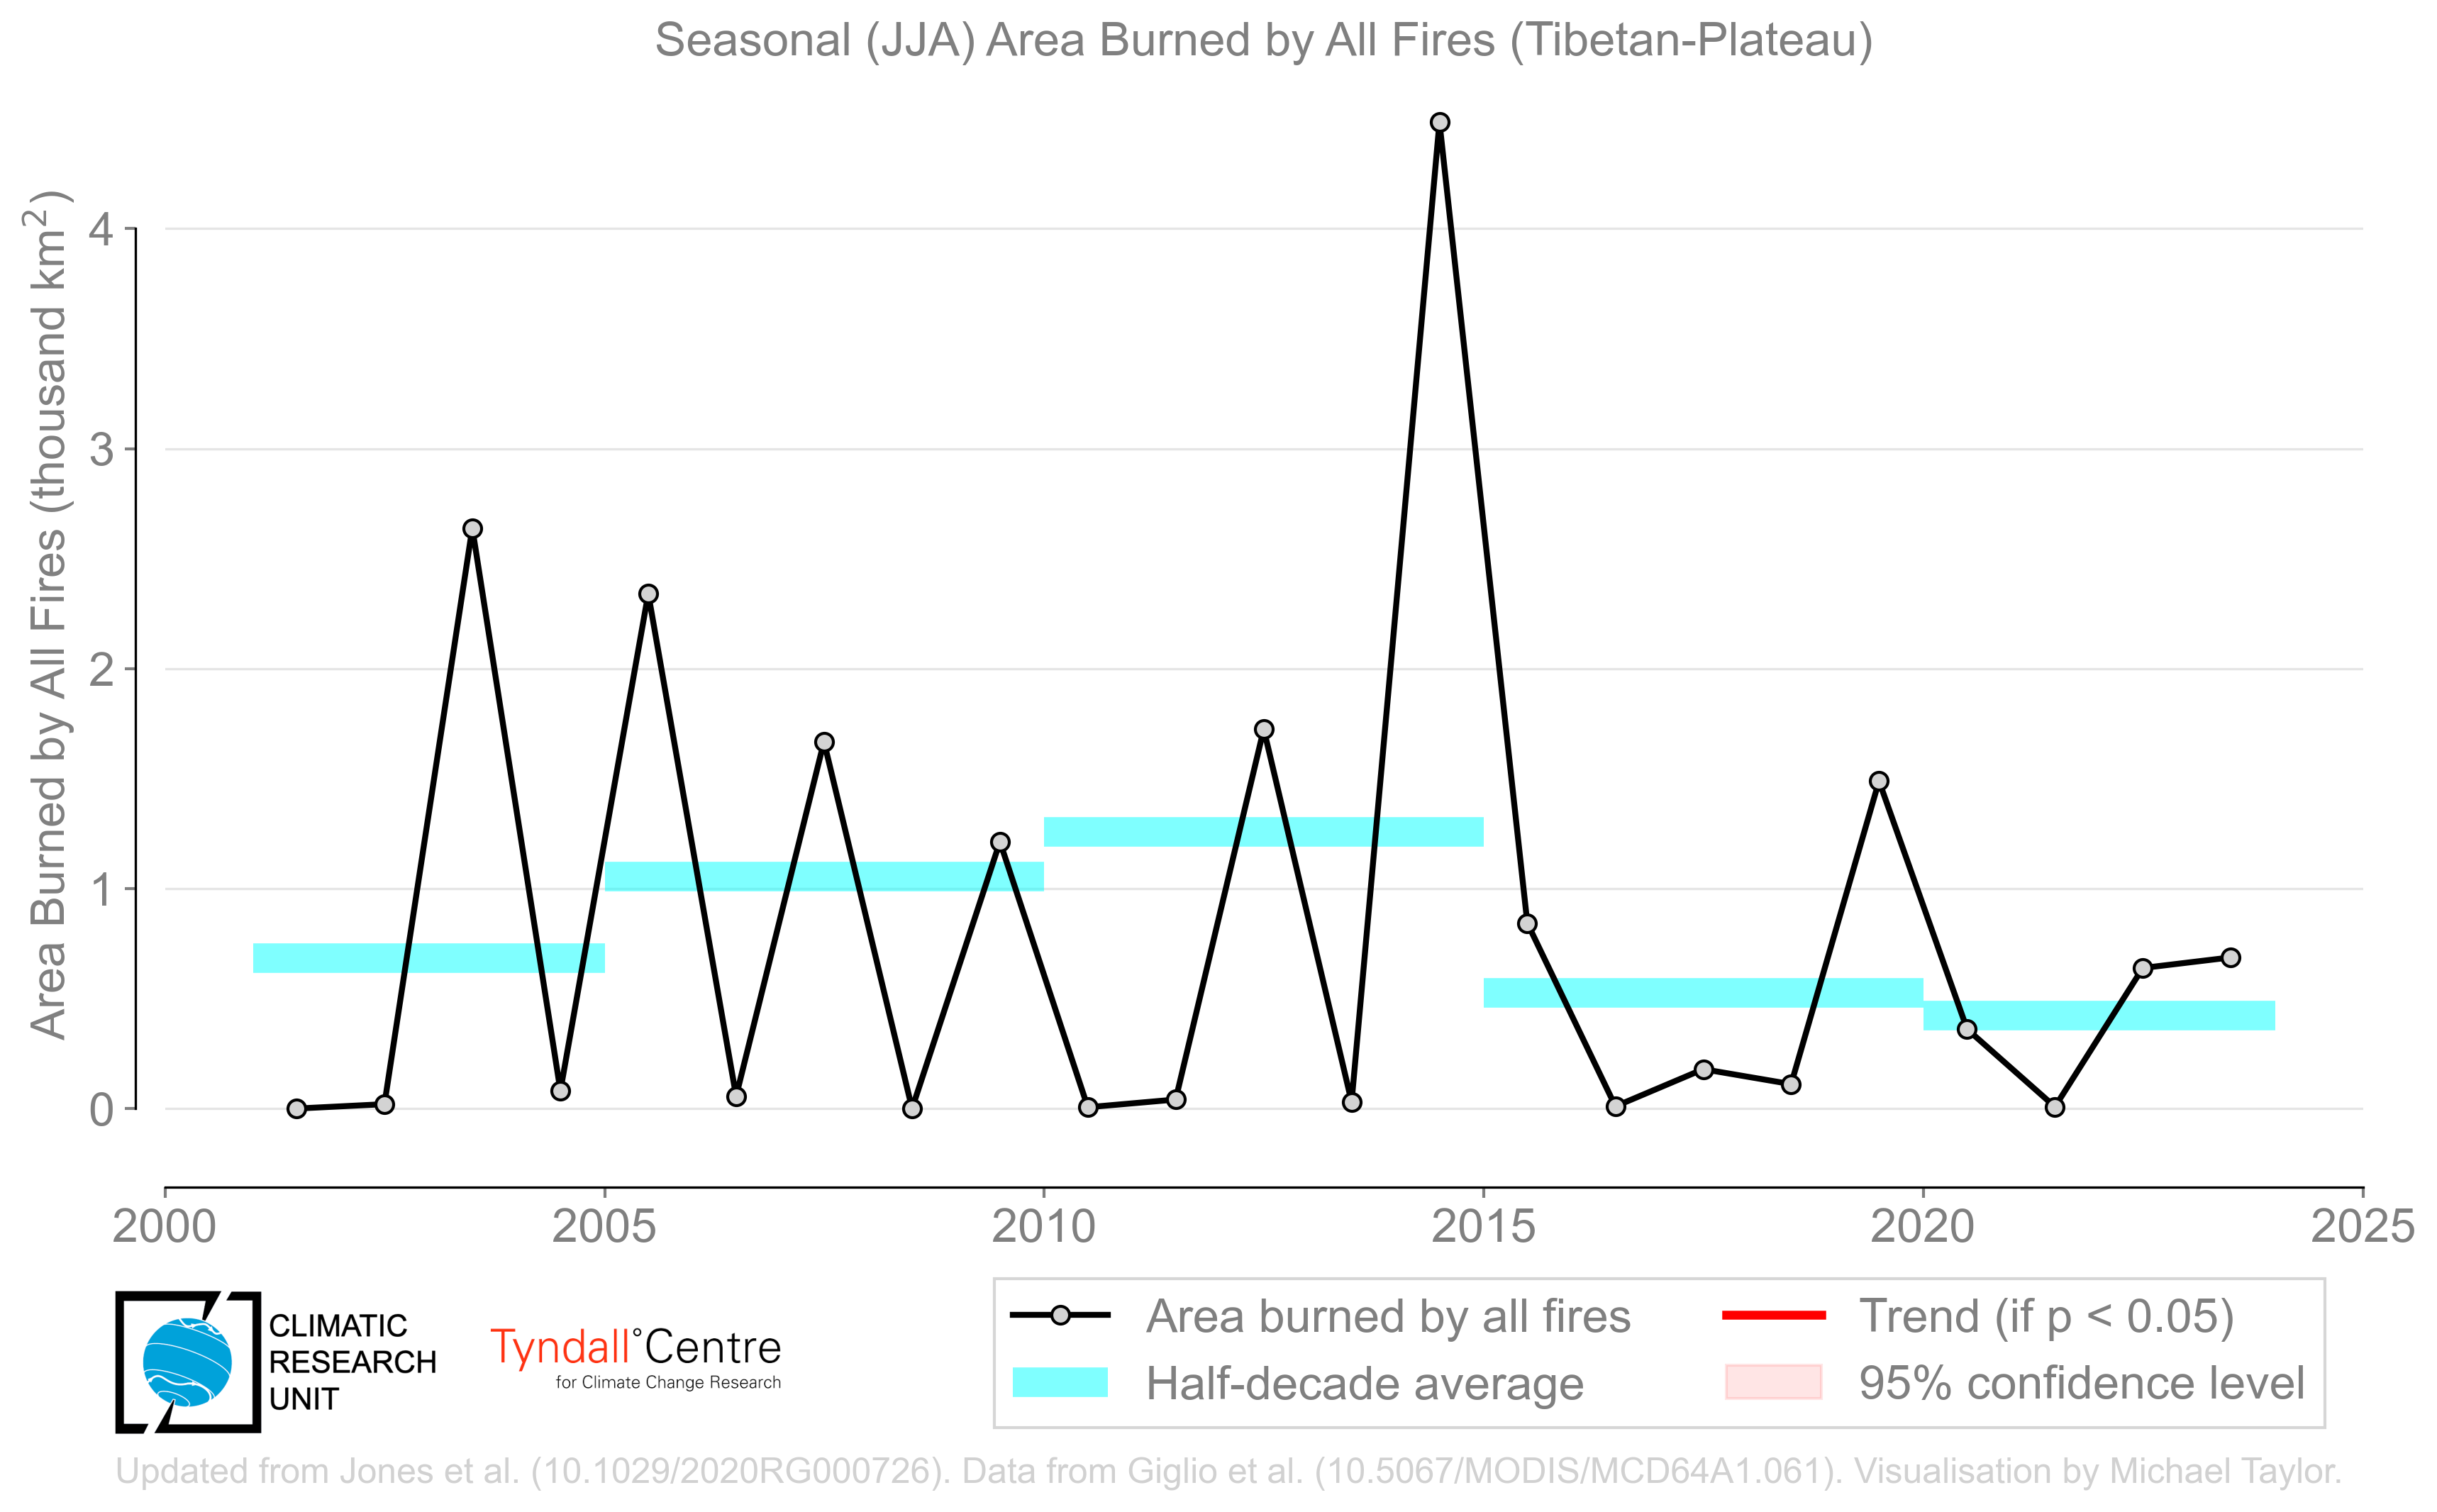 Seasonal (JJA) Area Burned by All Fires (Tibetan-Plateau)
Area Burned by All Fires (thousand km²)
4
3
2
1
0
2000 2005 2010 2015 2020 2025
CLIMATIC
RESEARCH
UNIT
Tyndall°Centre
for Climate Change Research
Area burned by all fires
Half-decade average
Trend (if p < 0.05)
95% confidence level
Updated from Jones et al. (10.1029/2020RG000726). Data from Giglio et al. (10.5067/MODIS/MCD64A1.061). Visualisation by Michael Taylor.